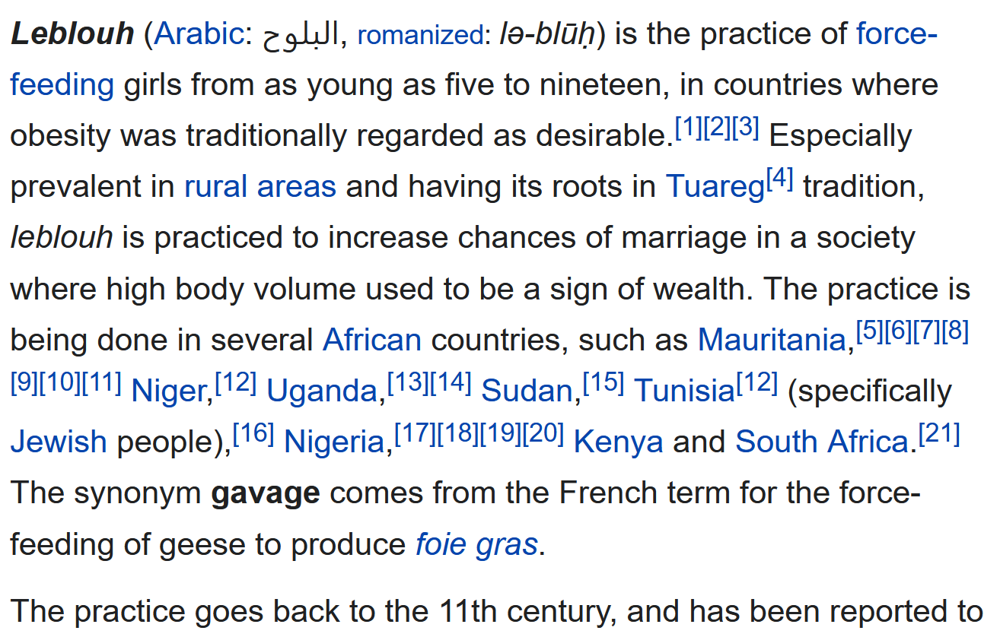 Leblouh (Arabic: البلوح, romanized: lə-blūḥ) is the practice of force-
feeding girls from as young as five to nineteen, in countries where
obesity was traditionally regarded as desirable.[1][2][3] Especially
prevalent in rural areas and having its roots in Tuareg[4] tradition,
leblouh is practiced to increase chances of marriage in a society
where high body volume used to be a sign of wealth. The practice is
being done in several African countries, such as Mauritania,[5][6][7][8]
[9][10][11] Niger,[12] Uganda,[13][14] Sudan,[15] Tunisia[12] (specifically
Jewish people),[16] Nigeria,[17][18][19][20] Kenya and South Africa.[21]
The synonym gavage comes from the French term for the force-
feeding of geese to produce foie gras.
The practice goes back to the 11th century, and has been reported to